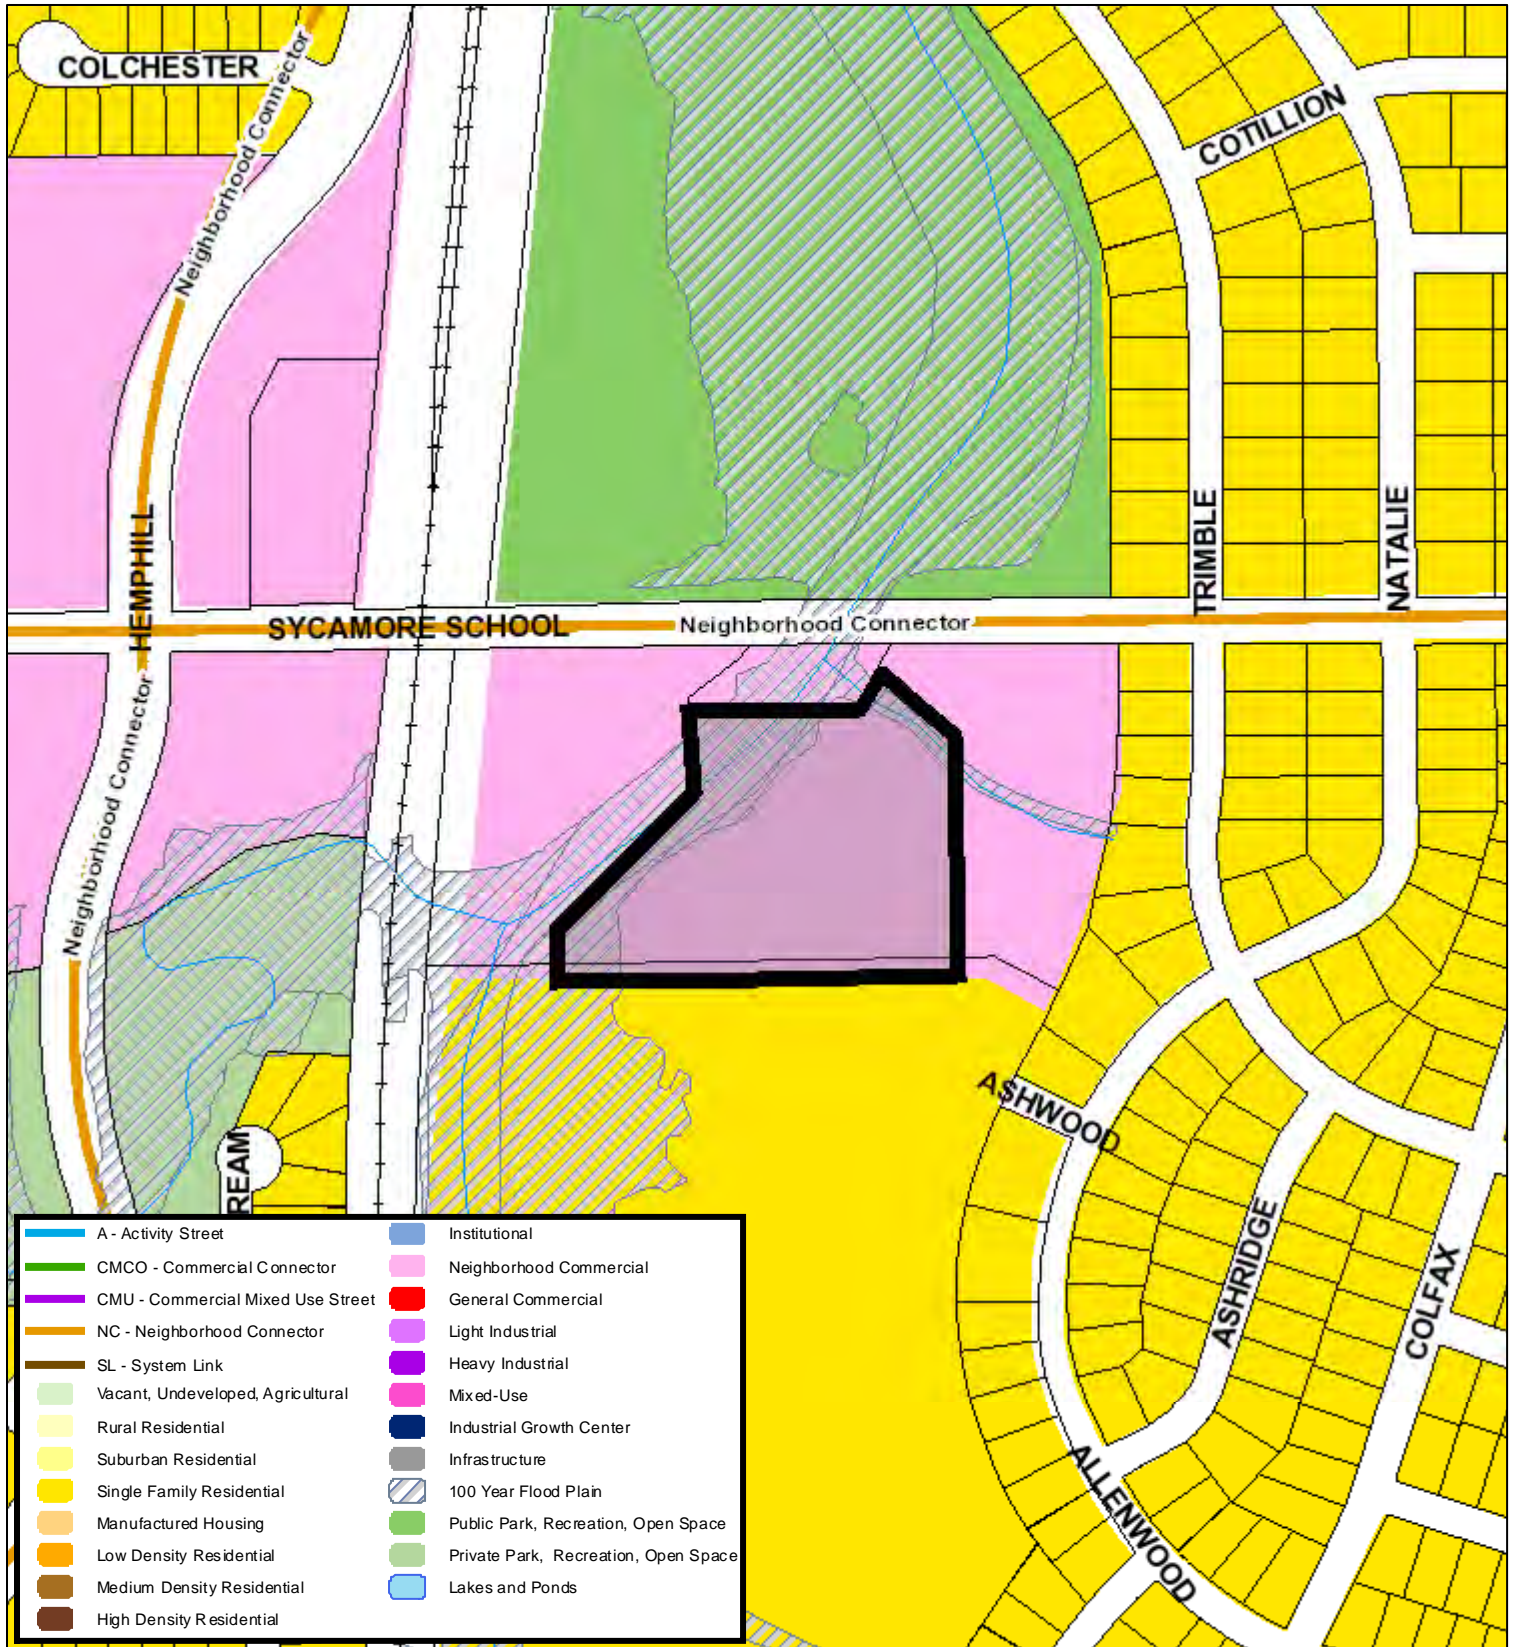 COLCHESTER
Neighborhood Connector
COTILLION
HEMPHILL
TRIMBLE
NATALIE
SYCAMORE SCHOOL
Neighborhood Connector
Neighborhood Connector
ASHWOOD
REAM
ASHRIDGE
COLFAX
ALLENWOOD
A - Activity Street
CMCO - Commercial Connector
CMU - Commercial Mixed Use Street
NC - Neighborhood Connector
SL - System Link
Vacant, Undeveloped, Agricultural
Rural Residential
Suburban Residential
Single Family Residential
Manufactured Housing
Low Density Residential
Medium Density Residential
High Density Residential
Institutional
Neighborhood Commercial
General Commercial
Light Industrial
Heavy Industrial
Mixed-Use
Industrial Growth Center
Infrastructure
100 Year Flood Plain
Public Park, Recreation, Open Space
Private Park, Recreation, Open Space
Lakes and Ponds